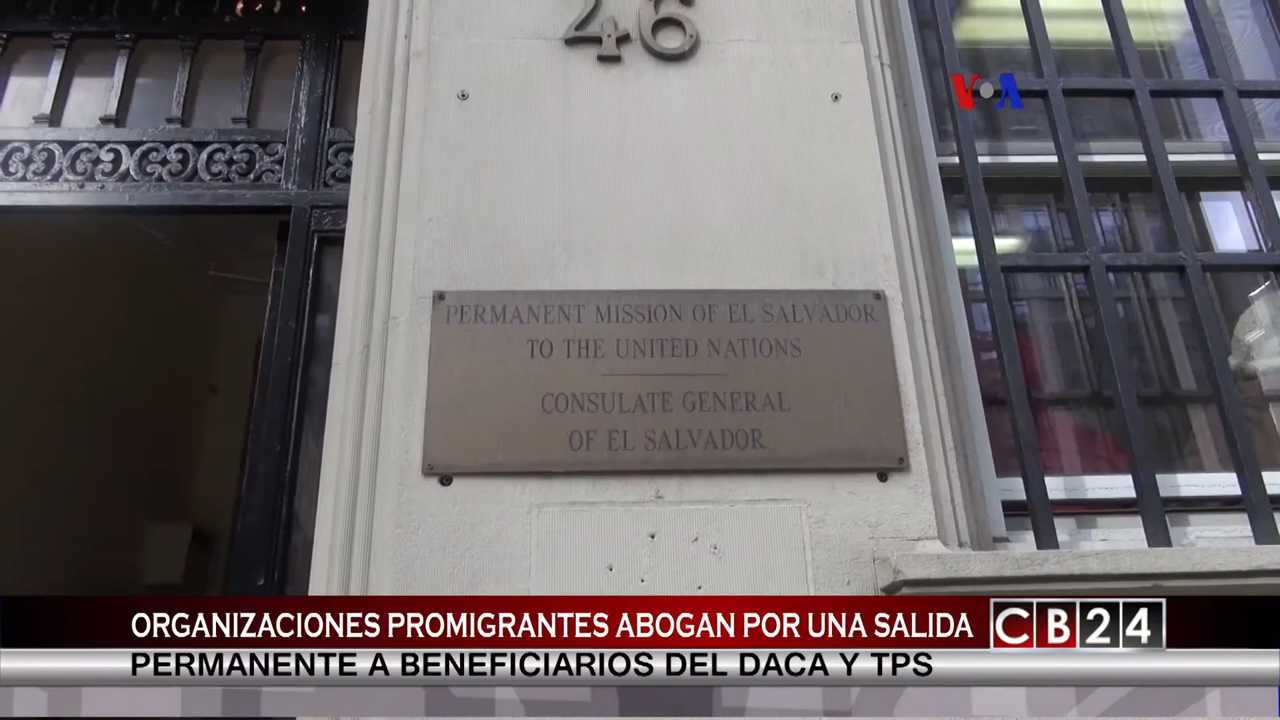 46
VOA
PERMANENT MISSION OF EL SALVADOR
TO THE UNITED NATIONS
CONSULATE GENERAL
OF EL SALVADOR
ORGANIZACIONES PROMIGRANTES ABOGAN POR UNA SALIDA
CB24
PERMANENTE A BENEFICIARIOS DEL DACA Y TPS